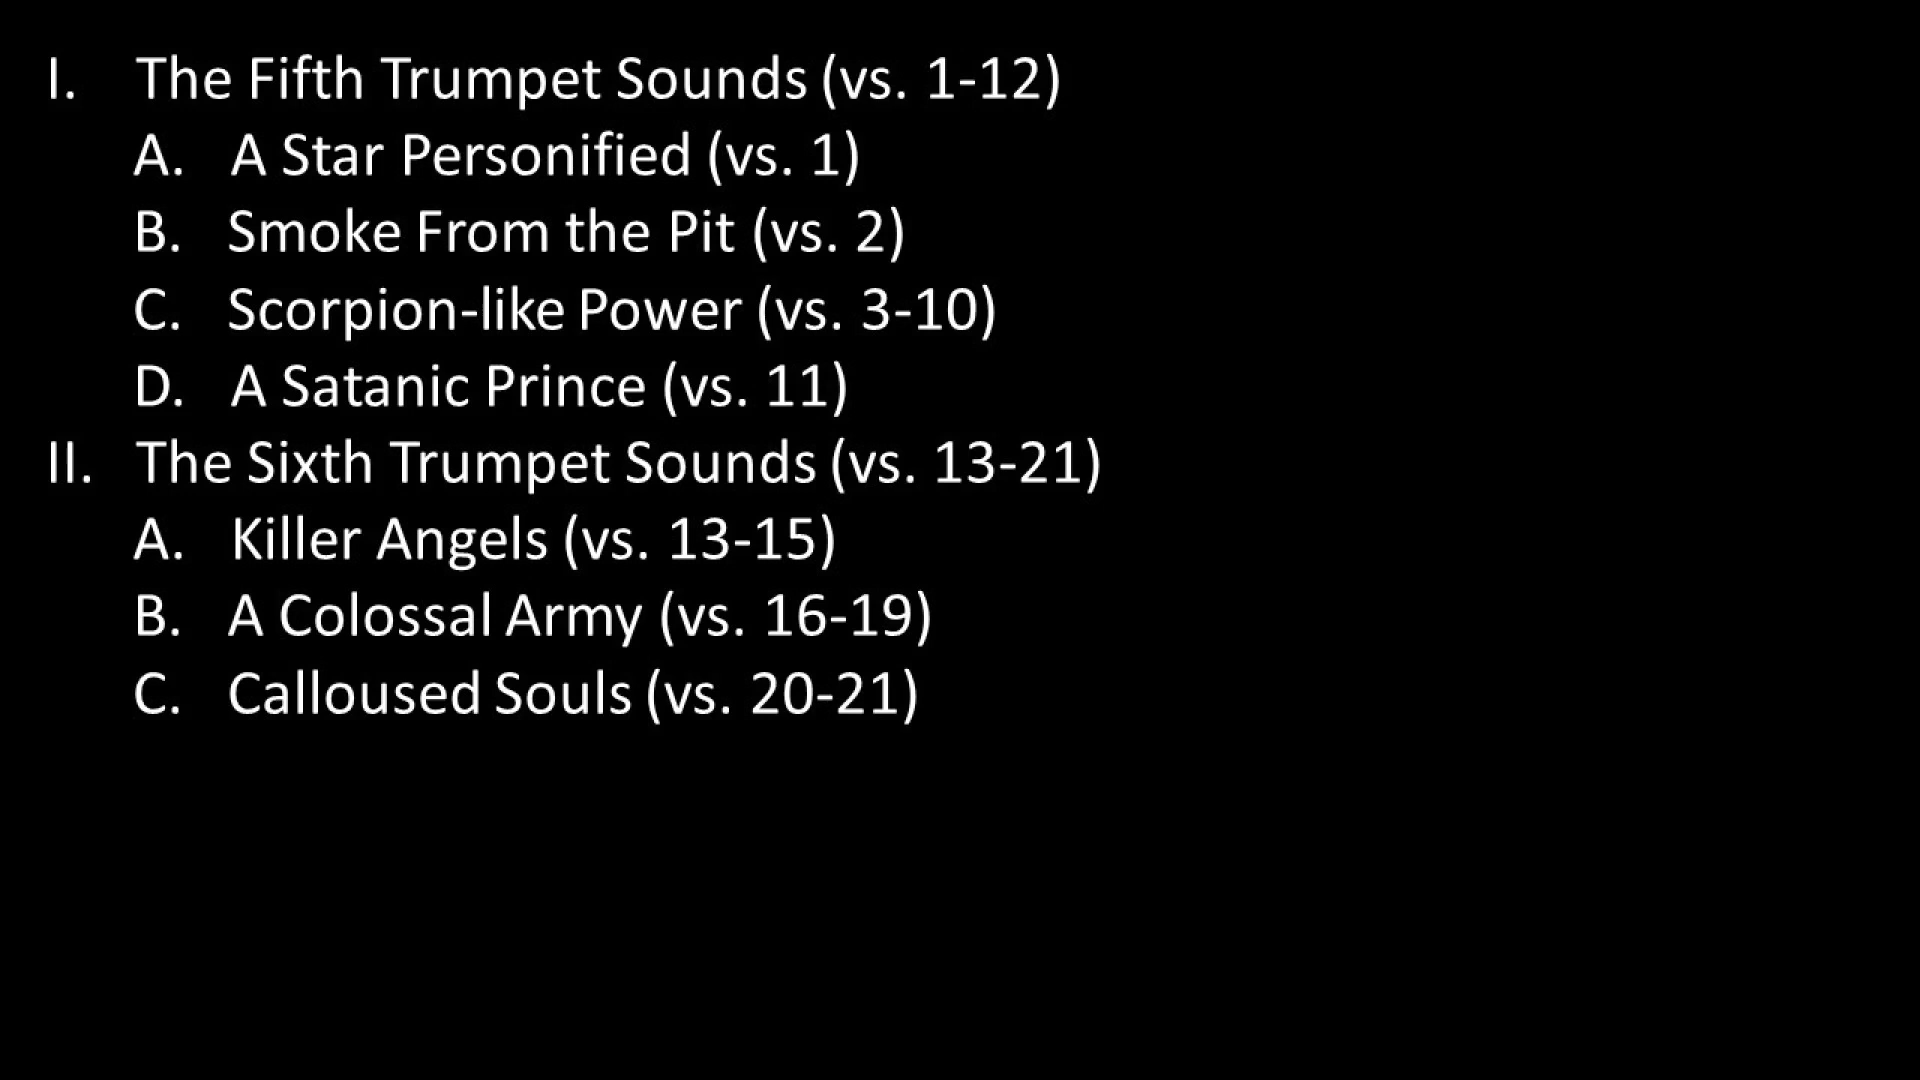 I. The Fifth Trumpet Sounds (vs. 1-12)
A. A Star Personified (vs. 1)
B. Smoke From the Pit (vs. 2)
C. Scorpion-like Power (vs. 3-10)
D. A Satanic Prince (vs. 11)
II. The Sixth Trumpet Sounds (vs. 13-21)
A. Killer Angels (vs. 13-15)
B. A Colossal Army (vs. 16-19)
C. Calloused Souls (vs. 20-21)